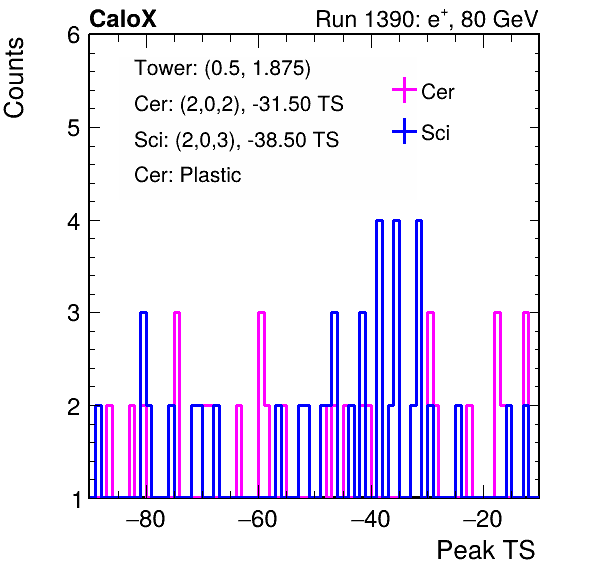 CaloX Run 1390: e⁺, 80 GeV
Counts
6
Tower: (0.5, 1.875)
Cer: (2,0,2), -31.50 TS
Sci: (2,0,3), -38.50 TS
Cer: Plastic
Cer
Sci
5
4
3
2
1
−80 −60 −40 −20
Peak TS